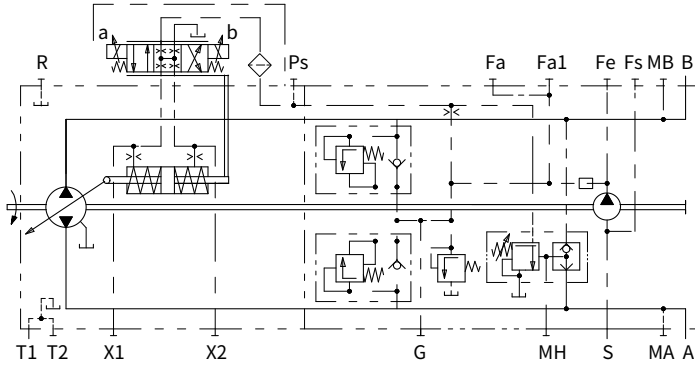 a b
R Ps Fa Fa1 Fe Fs MB B
T1 T2 X1 X2 G MH S MA A